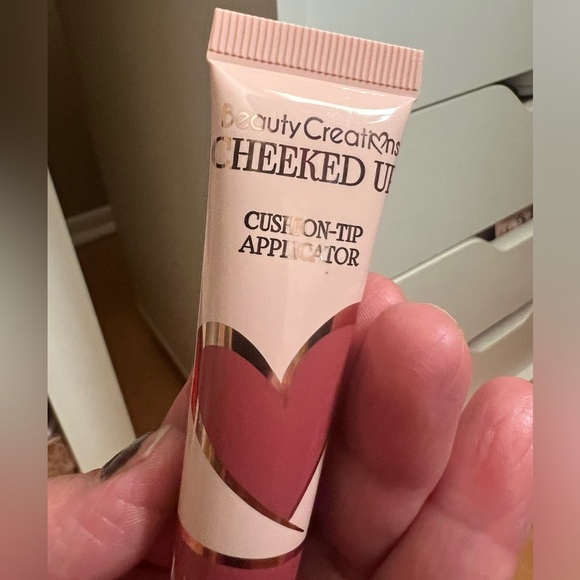 Beauty Creations
CHEEKED UP
CUSHION-TIP
APPLICATOR